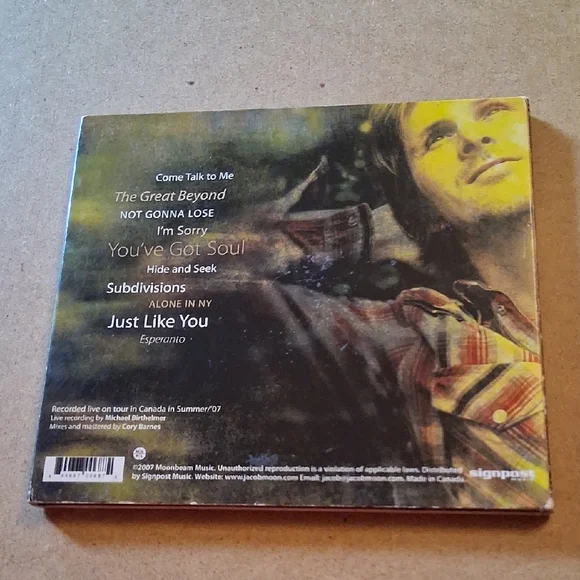 Come Talk to Me
The Great Beyond
NOT GONNA LOSE
I'm Sorry
You've Got Soul
Hide and Seek
Subdivisions
ALONE IN NY
Just Like You
Esperanto
Recorded live on tour in Canada in Summer/'07
Live recording by Michael Birthelmer
Mixes and mastered by Cory Barnes
©2007 Moonbeam Music. Unauthorized reproduction is a violation of applicable laws. Distributed
by Signpost Music. Website: www.jacobmoon.com Email: jacob@jacobmoon.com. Made in Canada.
signpost
MUSIC